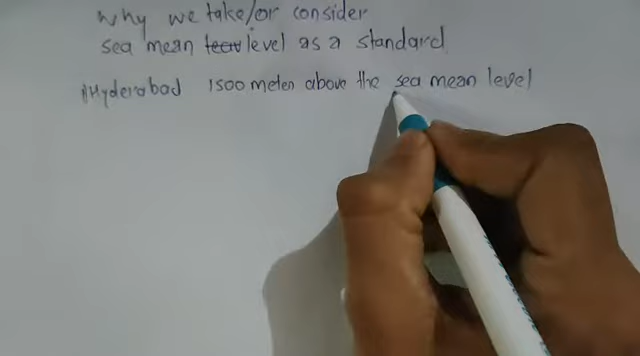 why we take/or consider
sea mean level as a standard
Hyderabad 1500 meter above the sea mean level